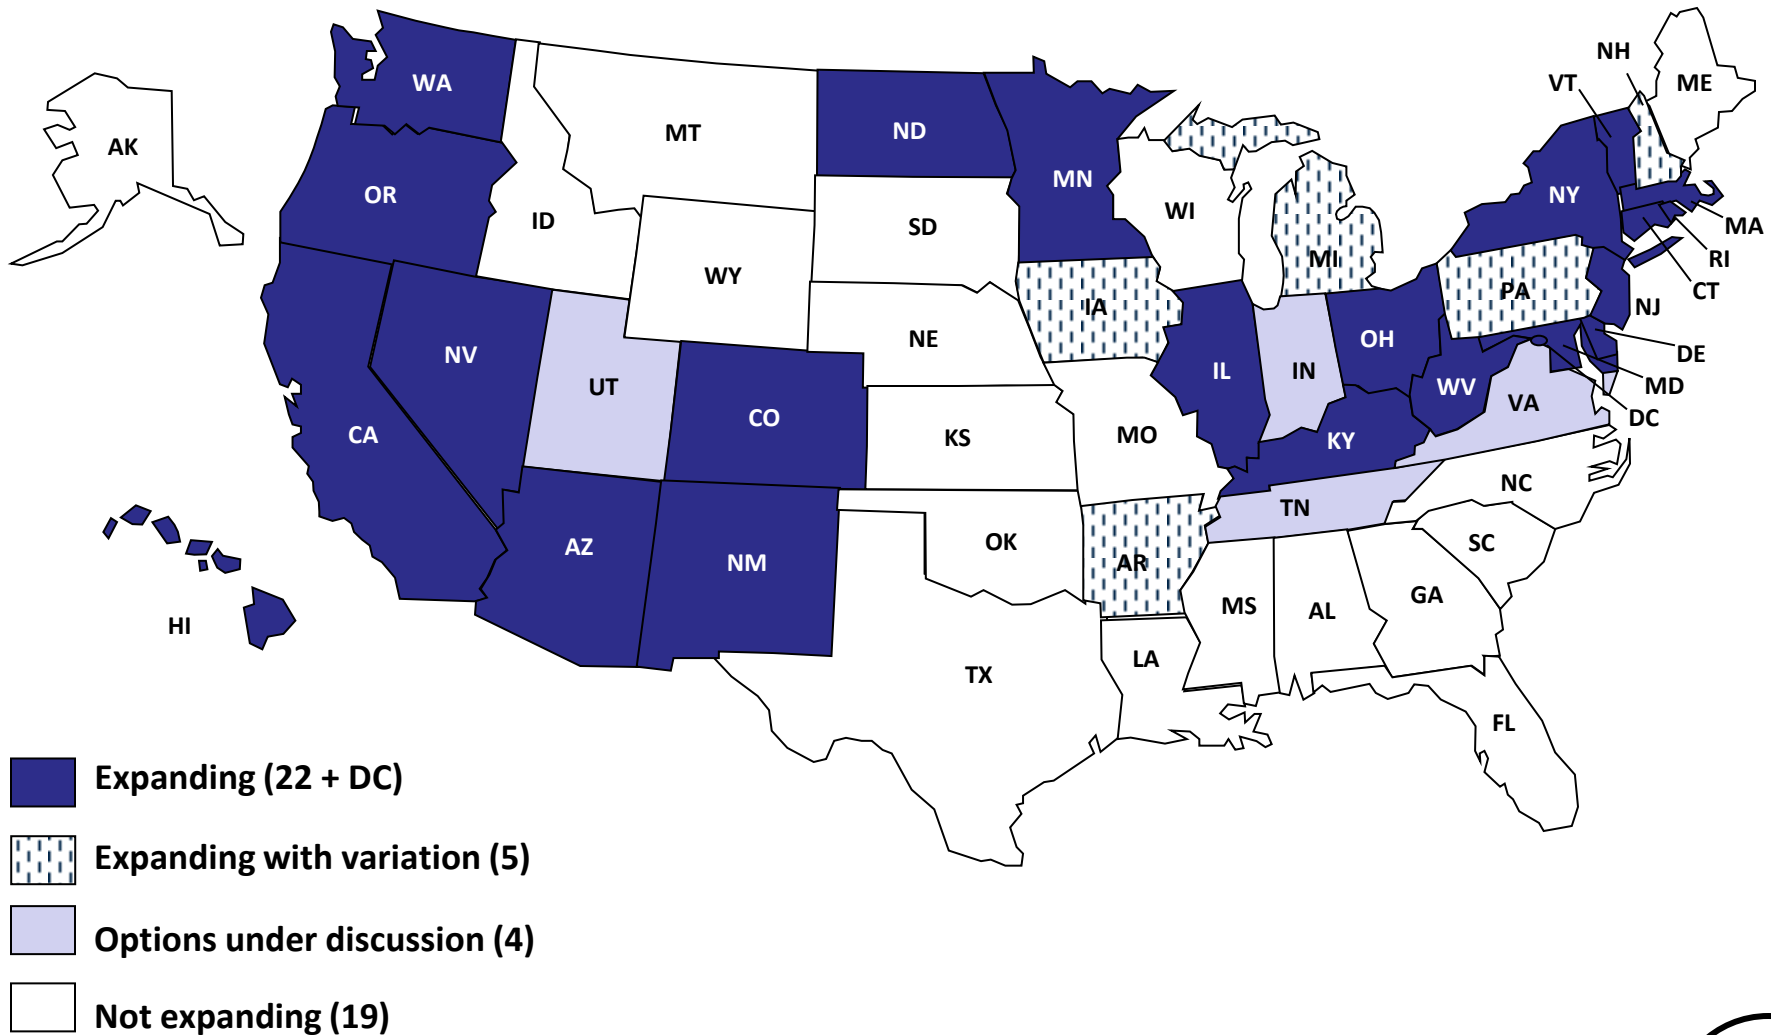 NH
VT
ME
WA
MT
ND
AK
MN
OR
NY
WI
ID
SD
MA
MI
RI
WY
PA
CT
IA
NJ
NE
OH
NV
DE
IL
IN
UT
WV
MD
VA
CO
DC
CA
KS
MO
KY
NC
TN
OK
SC
AZ
NM
AR
GA
MS
AL
HI
LA
TX
FL
Expanding (22 + DC)
Expanding with variation (5)
Options under discussion (4)
Not expanding (19)